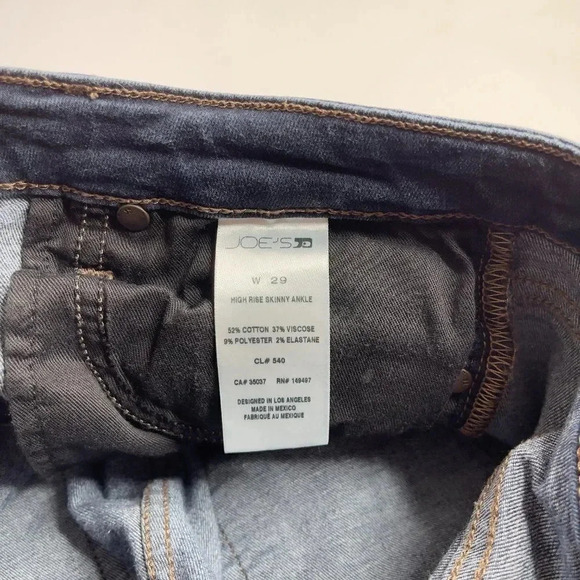 JOE'S
W 29
HIGH RISE SKINNY ANKLE
52% COTTON 37% VISCOSE
9% POLYESTER 2% ELASTANE
CL# 540
CA# 35037 RN# 149497
DESIGNED IN LOS ANGELES
MADE IN MEXICO
FABRIQUÉ AU MEXIQUE